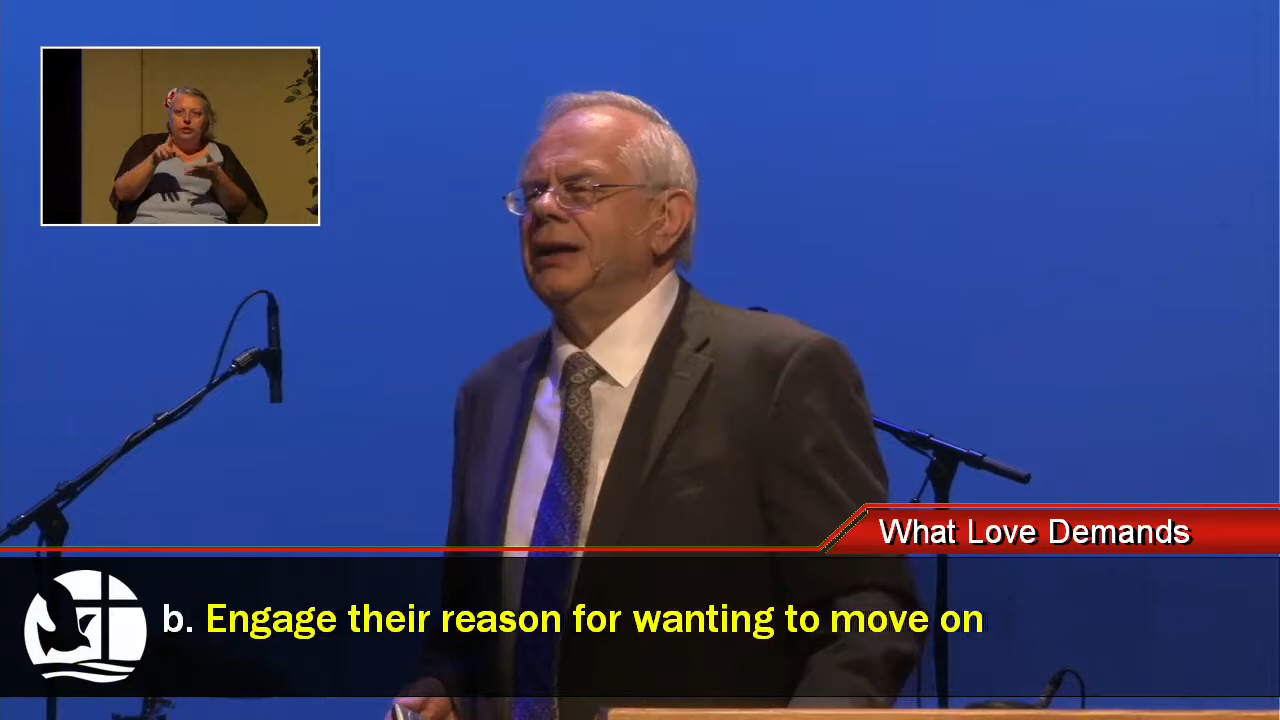 What Love Demands
b. Engage their reason for wanting to move on